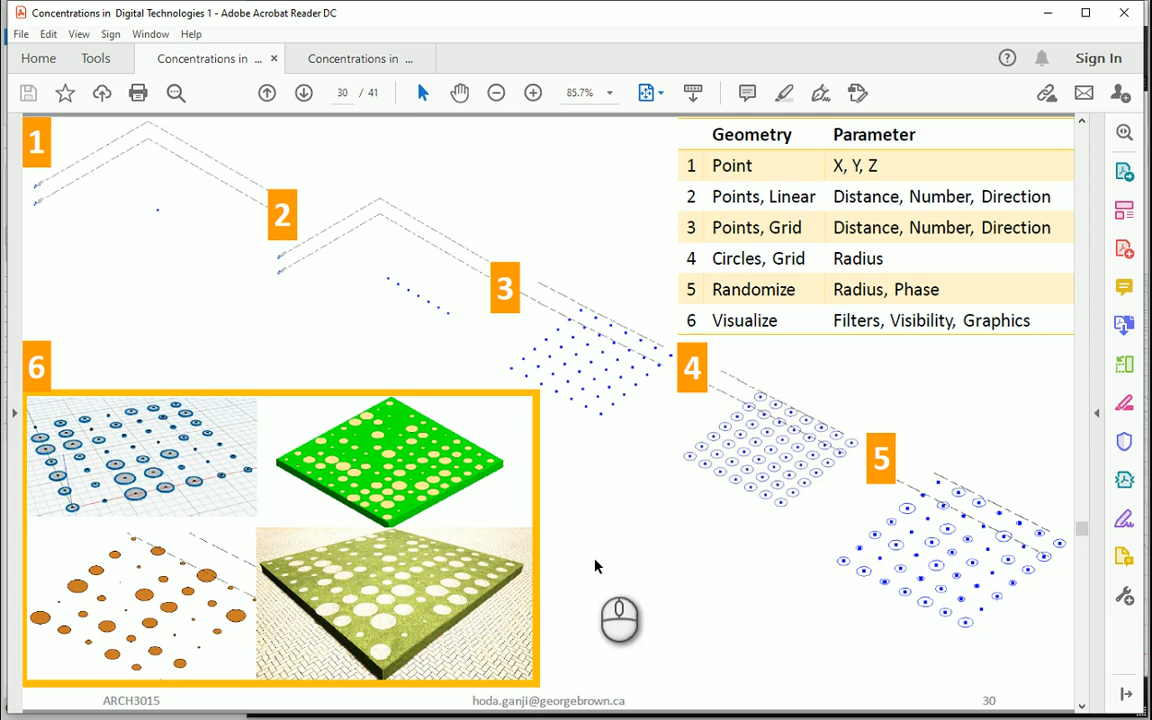 Concentrations in Digital Technologies 1 - Adobe Acrobat Reader DC
File Edit View Sign Window Help
Home Tools Concentrations in ... × Concentrations in ... Sign In
30 / 41 85.7%
1
2
3
4
5
6
Geometry Parameter
1 Point X, Y, Z
2 Points, Linear Distance, Number, Direction
3 Points, Grid Distance, Number, Direction
4 Circles, Grid Radius
5 Randomize Radius, Phase
6 Visualize Filters, Visibility, Graphics
ARCH3015 hoda.ganji@georgebrown.ca 30